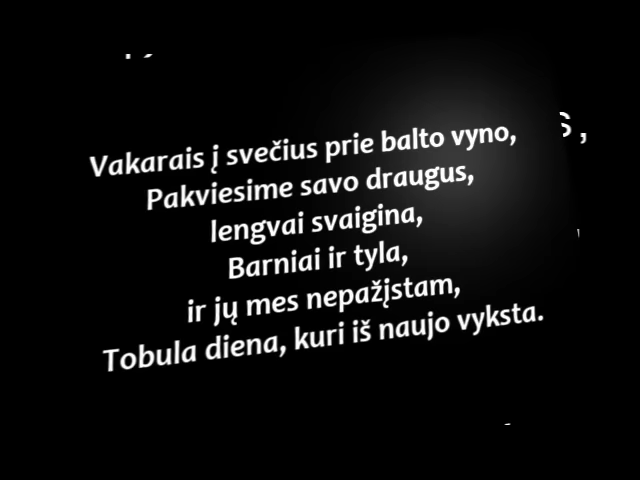 Vakarais į svečius prie balto vyno,
Pakviesime savo draugus,
lengvai svaigina,
Barniai ir tyla,
ir jų mes nepažįstam,
Tobula diena, kuri iš naujo vyksta.